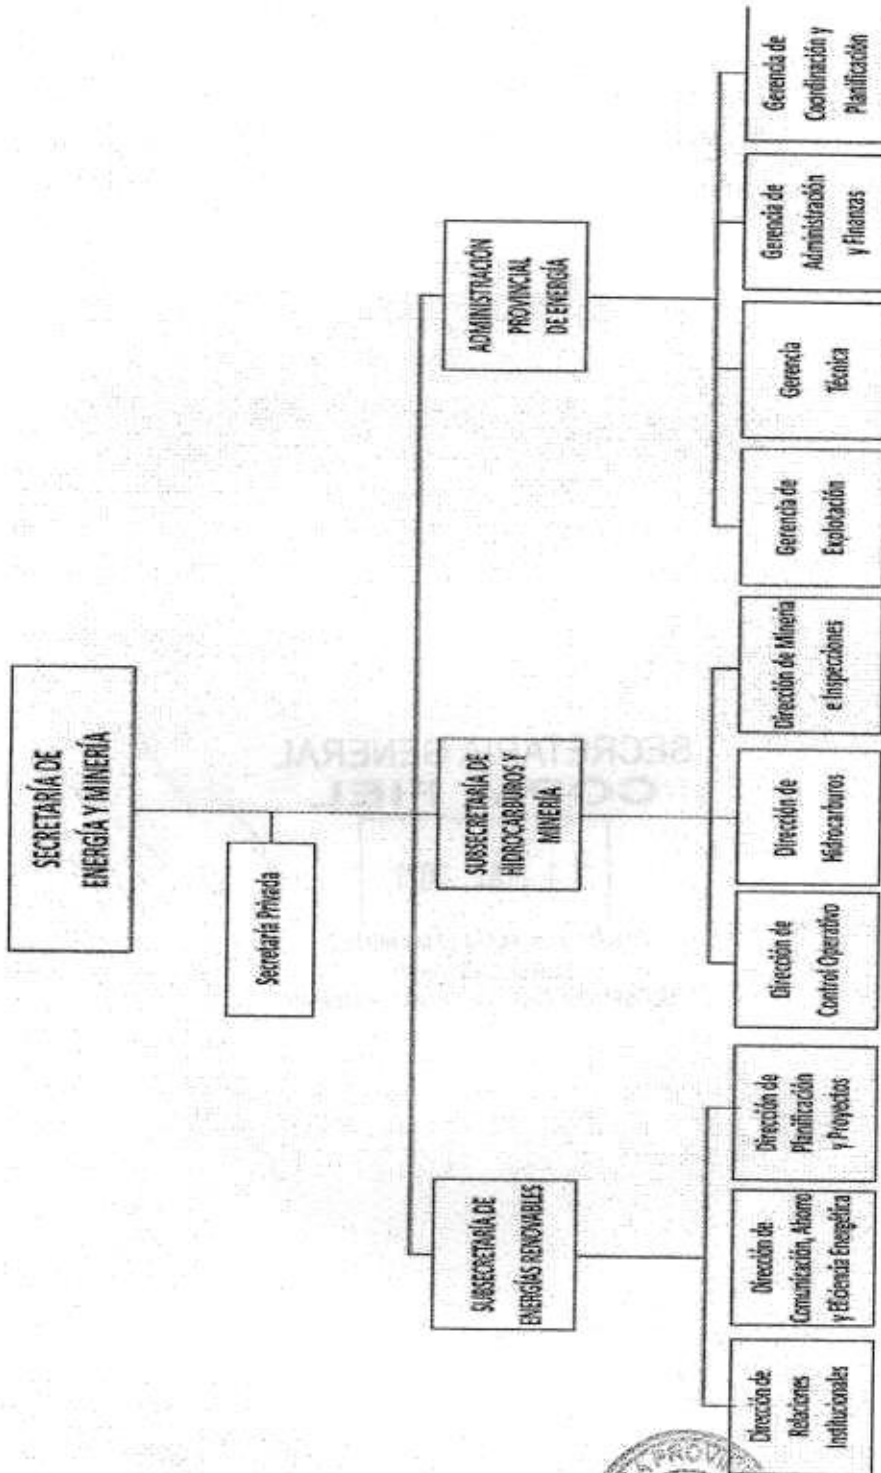 SECRETARÍA DE
ENERGÍA Y MINERÍA
Secretaría Privada
SUBSECRETARÍA DE
ENERGÍAS RENOVABLES
SUBSECRETARÍA DE
HIDROCARBUROS Y
MINERÍA
ADMINISTRACIÓN
PROVINCIAL
DE ENERGÍA
Dirección de
Relaciones
Institucionales
Dirección de
Comunicación, Ahorro
y Eficiencia Energética
Dirección de
Planificación
y Proyectos
Dirección de
Control Operativo
Dirección de
Hidrocarburos
Dirección de Minería
e Inspecciones
Gerencia de
Explotación
Gerencia
Técnica
Gerencia de
Administración
y Finanzas
Gerencia de
Coordinación y
Planificación
SECRETARIA GENERAL